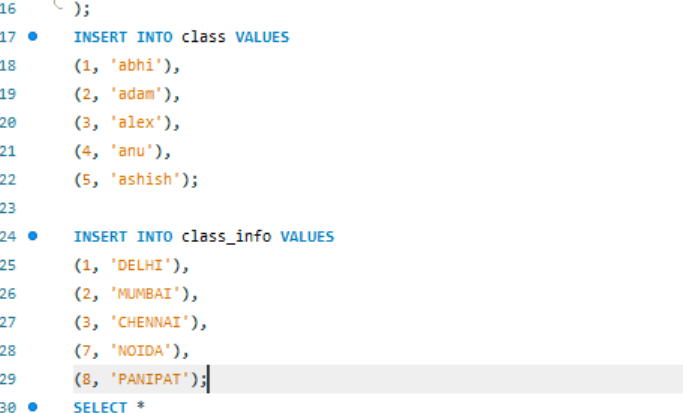 16 );
17 INSERT INTO class VALUES
18 (1, 'abhi'),
19 (2, 'adam'),
20 (3, 'alex'),
21 (4, 'anu'),
22 (5, 'ashish');
23
24 INSERT INTO class_info VALUES
25 (1, 'DELHI'),
26 (2, 'MUMBAI'),
27 (3, 'CHENNAI'),
28 (7, 'NOIDA'),
29 (8, 'PANIPAT');
30 SELECT *